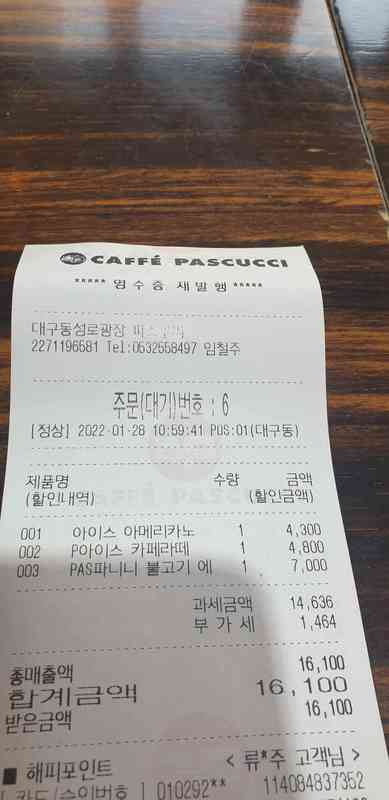 CAFFÉ PASCUCCI
***** 영수증 재발행 *****
대구동성로광장
2271196581 Tel:0532558497 임철주
주문(대기)번호 : 6
[정상] 2022-01-28 10:59:41 POS:01(대구동)
제품명 수량 금액
(할인내역) (할인금액)
001 아이스 아메리카노 1 4,300
002 P아이스 카페라떼 1 4,800
003 PAS파니니 불고기 에 1 7,000
과세금액 14,636
부 가 세 1,464
총매출액 16,100
합계금액 16,100
받은금액 16,100
■ 해피포인트 < 류*주 고객님 >
카드/승인번호 | 010292** 114084837352